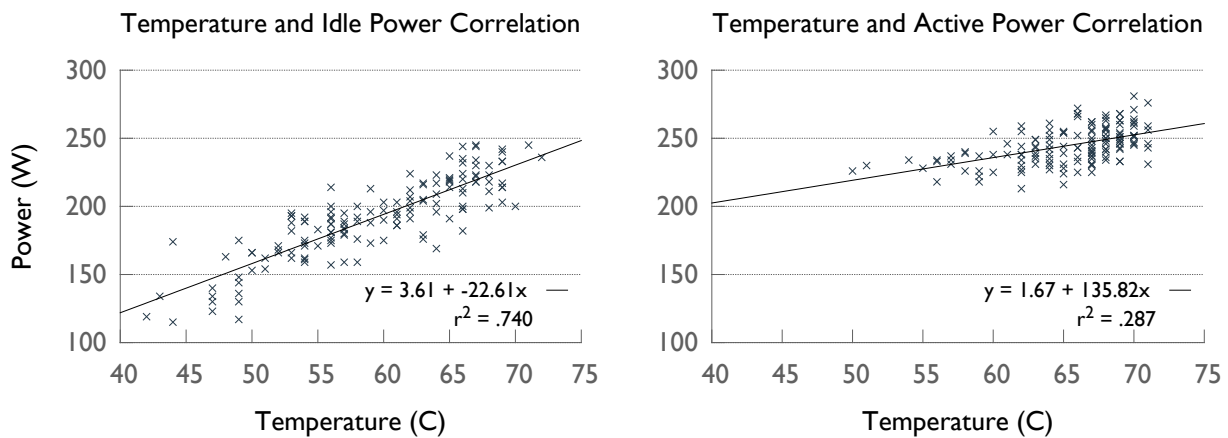 Temperature and Idle Power Correlation
300
250
200
150
100
Power (W)
y = 3.61 + -22.61x
r² = .740
40 45 50 55 60 65 70 75
Temperature (C)
Temperature and Active Power Correlation
300
250
200
150
100
y = 1.67 + 135.82x
r² = .287
40 45 50 55 60 65 70 75
Temperature (C)